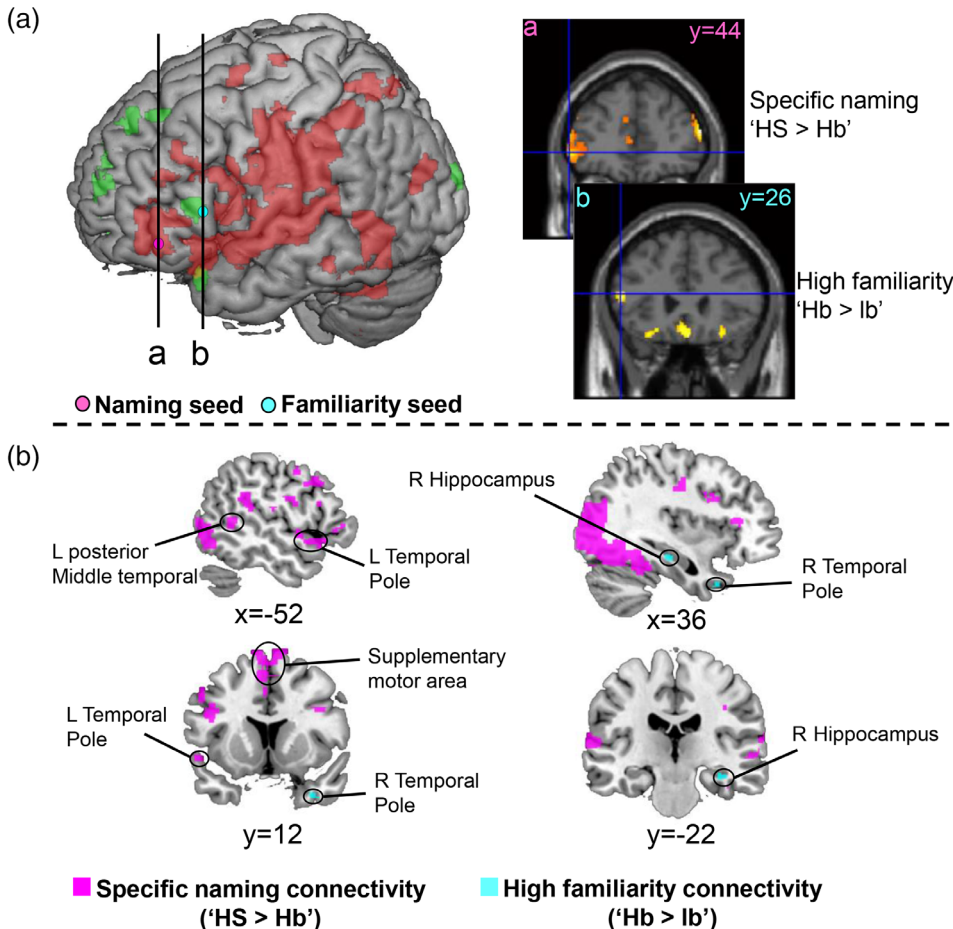 (a)
a
y=44
Specific naming
‘HS > Hb’
b
y=26
High familiarity
‘Hb > Ib’
a
b
Naming seed
Familiarity seed
(b)
R Hippocampus
L posterior
Middle temporal
L Temporal
Pole
R Temporal
Pole
x=-52
x=36
Supplementary
motor area
L Temporal
Pole
R Temporal
Pole
R Hippocampus
y=12
y=-22
Specific naming connectivity
(‘HS > Hb’)
High familiarity connectivity
(‘Hb > Ib’)